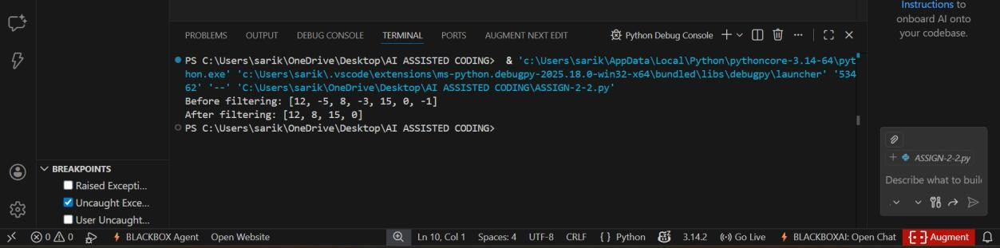 Instructions to
onboard AI onto
your codebase.
PROBLEMS OUTPUT DEBUG CONSOLE TERMINAL PORTS AUGMENT NEXT EDIT Python Debug Console
PS C:\Users\sarik\OneDrive\Desktop\AI ASSISTED CODING> & 'c:\Users\sarik\AppData\Local\Python\pythoncore-3.14-64\pyt
hon.exe' 'c:\Users\sarik\.vscode\extensions\ms-python.debugpy-2025.18.0-win32-x64\bundled\libs\debugpy\launcher' '534
62' '--' 'C:\Users\sarik\OneDrive\Desktop\AI ASSISTED CODING\ASSIGN-2-2.py'
Before filtering: [12, -5, 8, -3, 15, 0, -1]
After filtering: [12, 8, 15, 0]
PS C:\Users\sarik\OneDrive\Desktop\AI ASSISTED CODING>
BREAKPOINTS
Raised Excepti...
Uncaught Exce...
User Uncaught...
ASSIGN-2-2.py
Describe what to build
0 0 BLACKBOX Agent Open Website Ln 10, Col 1 Spaces: 4 UTF-8 CRLF {} Python 3.14.2 Go Live BLACKBOXAI: Open Chat Augment